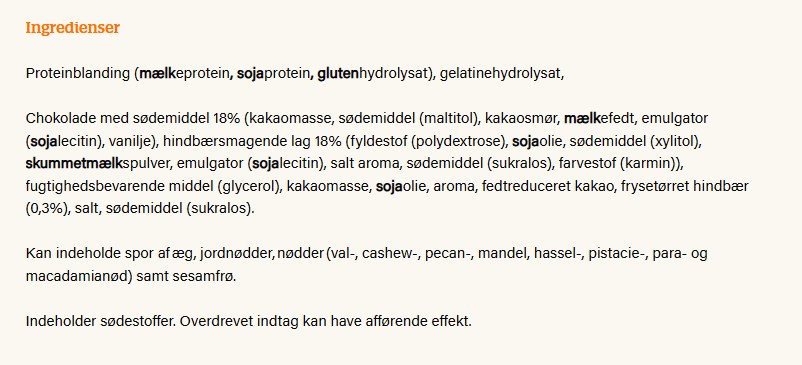 Ingredienser
Proteinblanding (mælkeprotein, sojaprotein, glutenhydrolysat), gelatinehydrolysat,
Chokolade med sødemiddel 18% (kakaomasse, sødemiddel (maltitol), kakaosmør, mælkefedt, emulgator
(sojalecitin), vanilje), hindbærsmagende lag 18% (fyldestof (polydextrose), sojaolie, sødemiddel (xylitol),
skummetmælkspulver, emulgator (sojalecitin), salt aroma, sødemiddel (sukralos), farvestof (karmin)),
fugtighedsbevarende middel (glycerol), kakaomasse, sojaolie, aroma, fedtreduceret kakao, frysetørret hindbær
(0,3%), salt, sødemiddel (sukralos).
Kan indeholde spor af æg, jordnødder, nødder (val-, cashew-, pecan-, mandel, hassel-, pistacie-, para- og
macadamianød) samt sesamfrø.
Indeholder sødestoffer. Overdrevet indtag kan have afførende effekt.